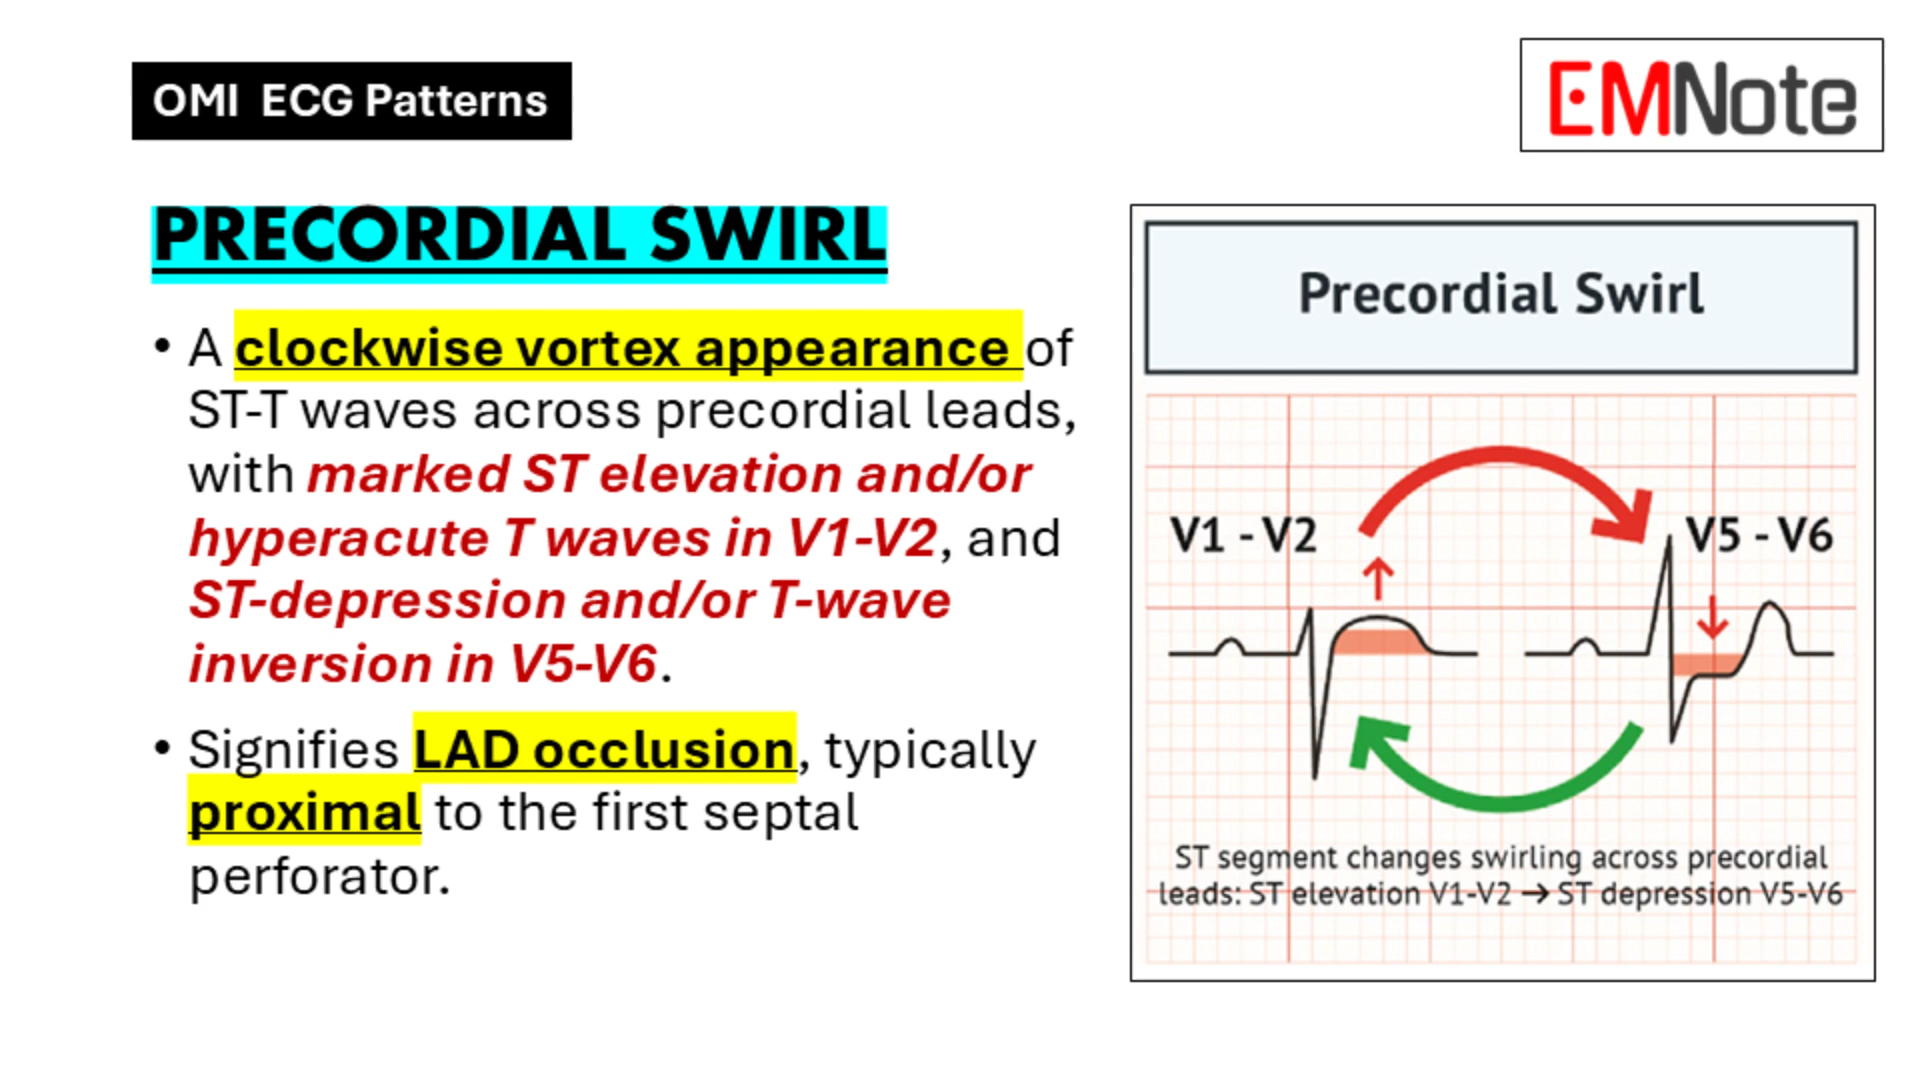 OMI ECG Patterns
EMNote
PRECORDIAL SWIRL
• A clockwise vortex appearance of
ST-T waves across precordial leads,
with marked ST elevation and/or
hyperacute T waves in V1-V2, and
ST-depression and/or T-wave
inversion in V5-V6.
• Signifies LAD occlusion, typically
proximal to the first septal
perforator.
Precordial Swirl
V1 - V2
V5 - V6
ST segment changes swirling across precordial
leads: ST elevation V1-V2 → ST depression V5-V6